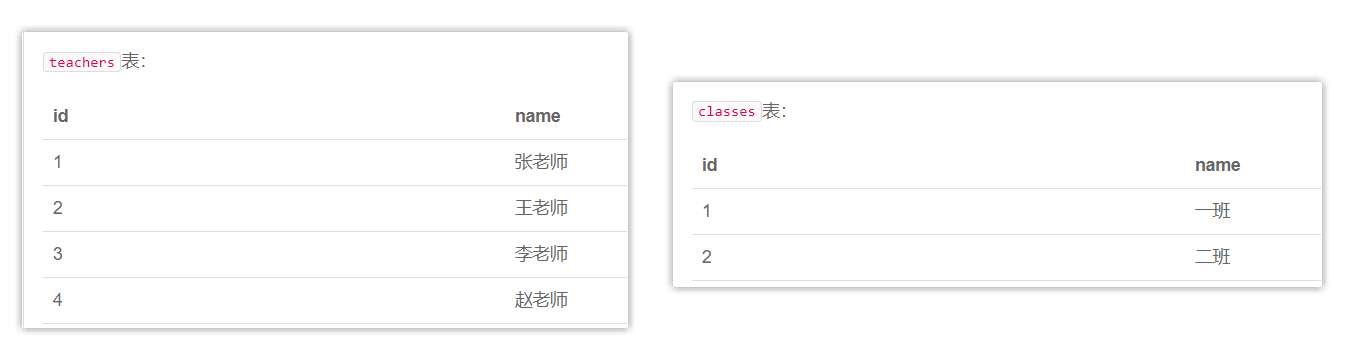 teachers表：
id name
1 张老师
2 王老师
3 李老师
4 赵老师
classes表：
id name
1 一班
2 二班